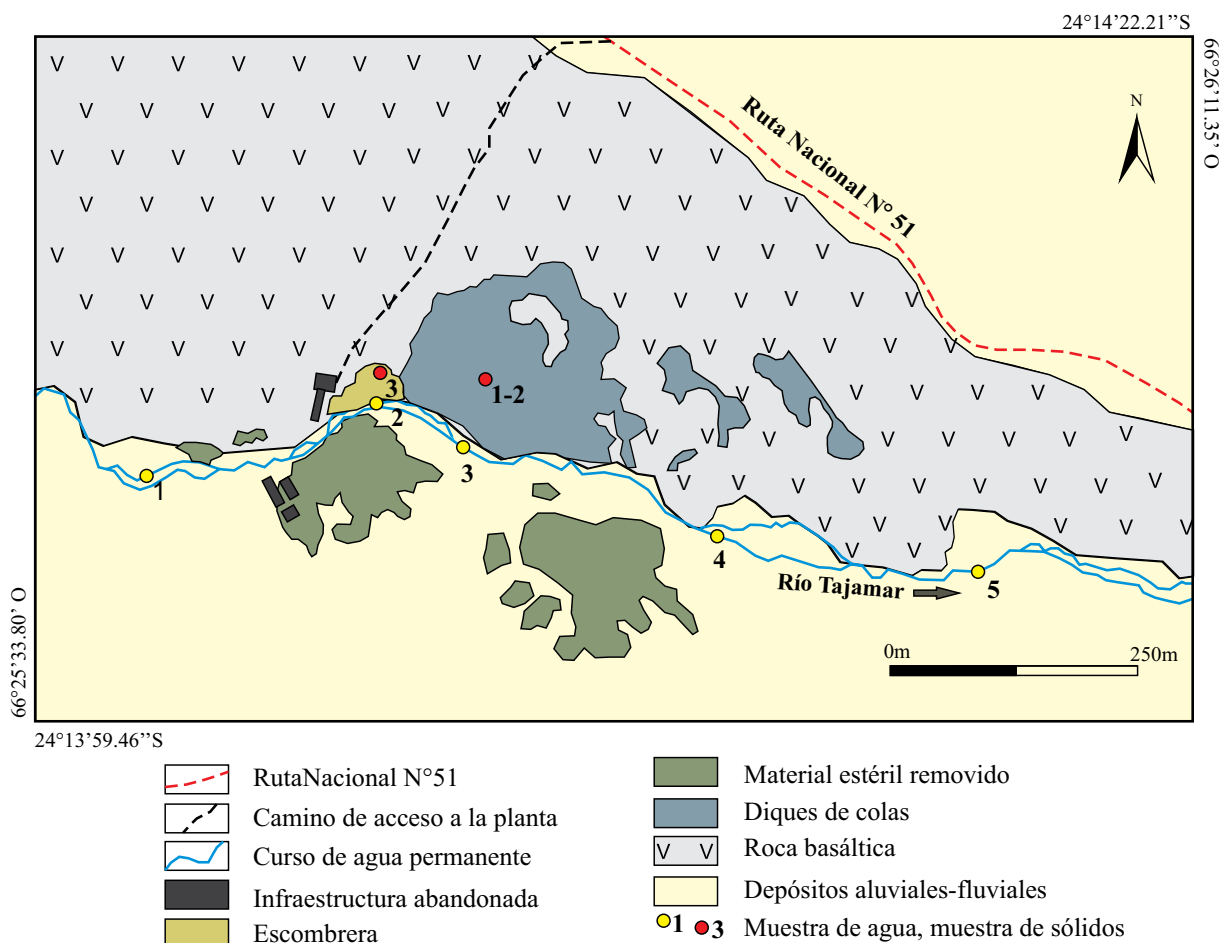 24°14’22.21’’S
66°26’11.35’ O
N
Ruta Nacional N° 51
3
1-2
2
3
1
4
5
Río Tajamar
0m
250m
66°25’33.80’ O
24°13’59.46’’S
RutaNacional N°51
Camino de acceso a la planta
Curso de agua permanente
Infraestructura abandonada
Escombrera
Material estéril removido
Diques de colas
V V
Roca basáltica
Depósitos aluviales-fluviales
1 3
Muestra de agua, muestra de sólidos